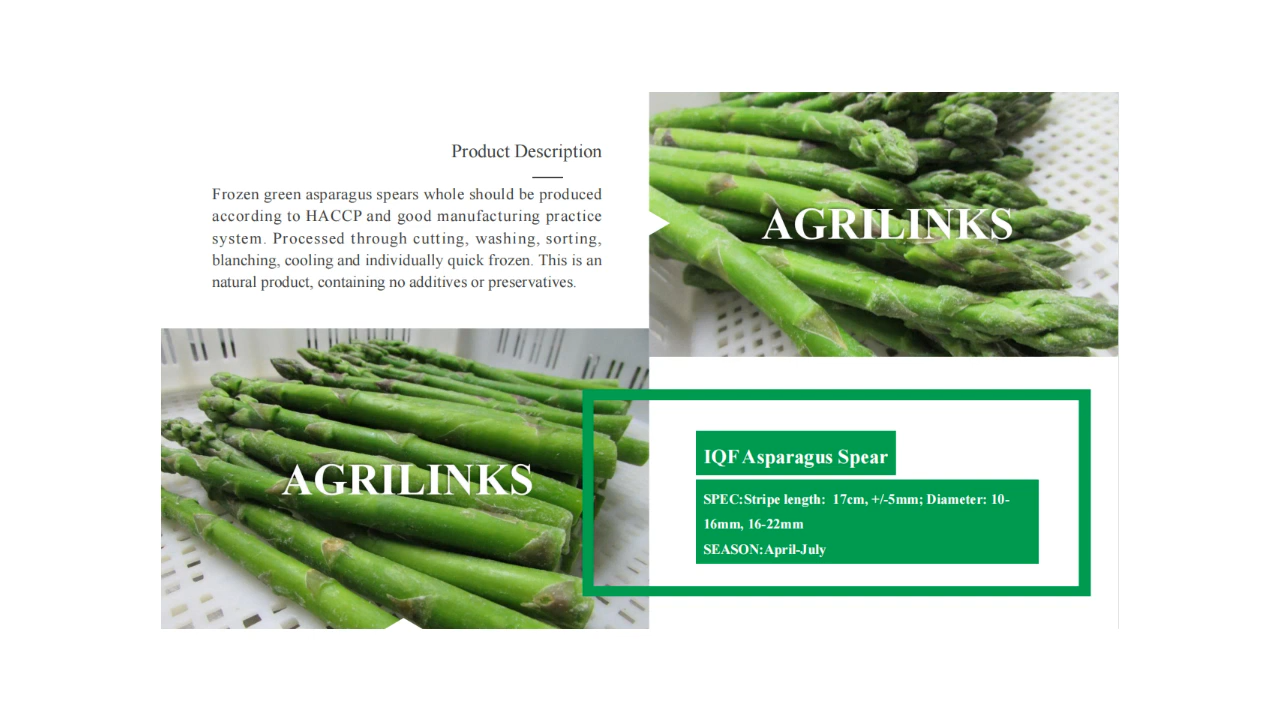 Product Description
Frozen green asparagus spears whole should be produced
according to HACCP and good manufacturing practice
system. Processed through cutting, washing, sorting,
blanching, cooling and individually quick frozen. This is an
natural product, containing no additives or preservatives.
AGRILINKS
AGRILINKS
IQF Asparagus Spear
SPEC:Stripe length: 17cm, +/-5mm; Diameter: 10-
16mm, 16-22mm
SEASON:April-July